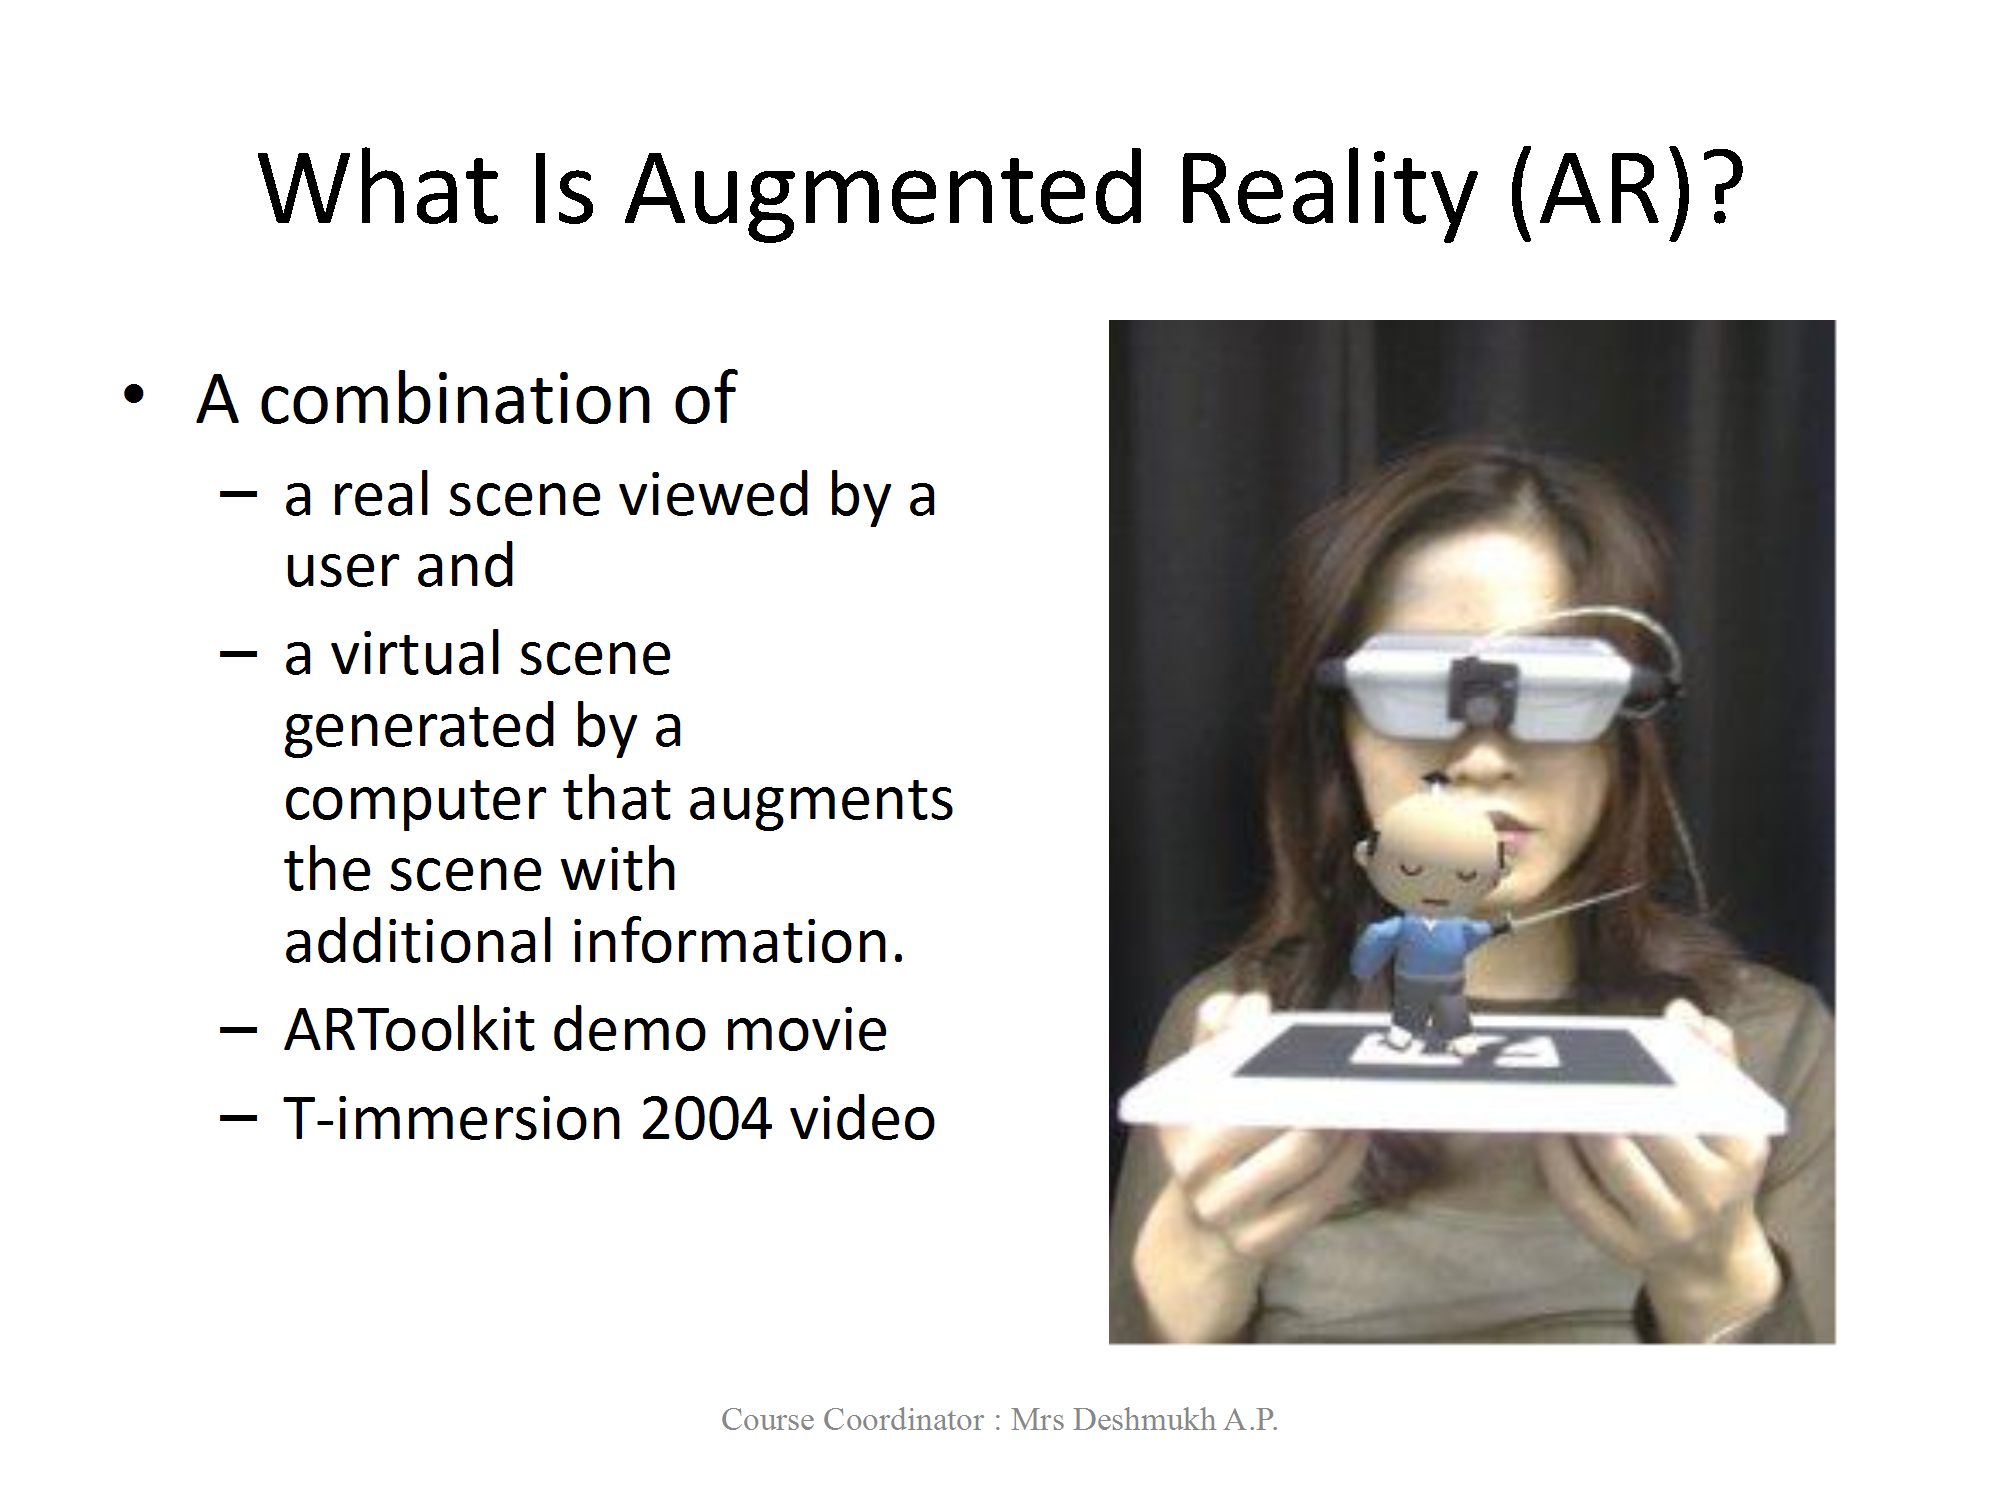 What Is Augmented Reality (AR)?
• A combination of
– a real scene viewed by a
user and
– a virtual scene
generated by a
computer that augments
the scene with
additional information.
– ARToolkit demo movie
– T-immersion 2004 video
Course Coordinator : Mrs Deshmukh A.P.